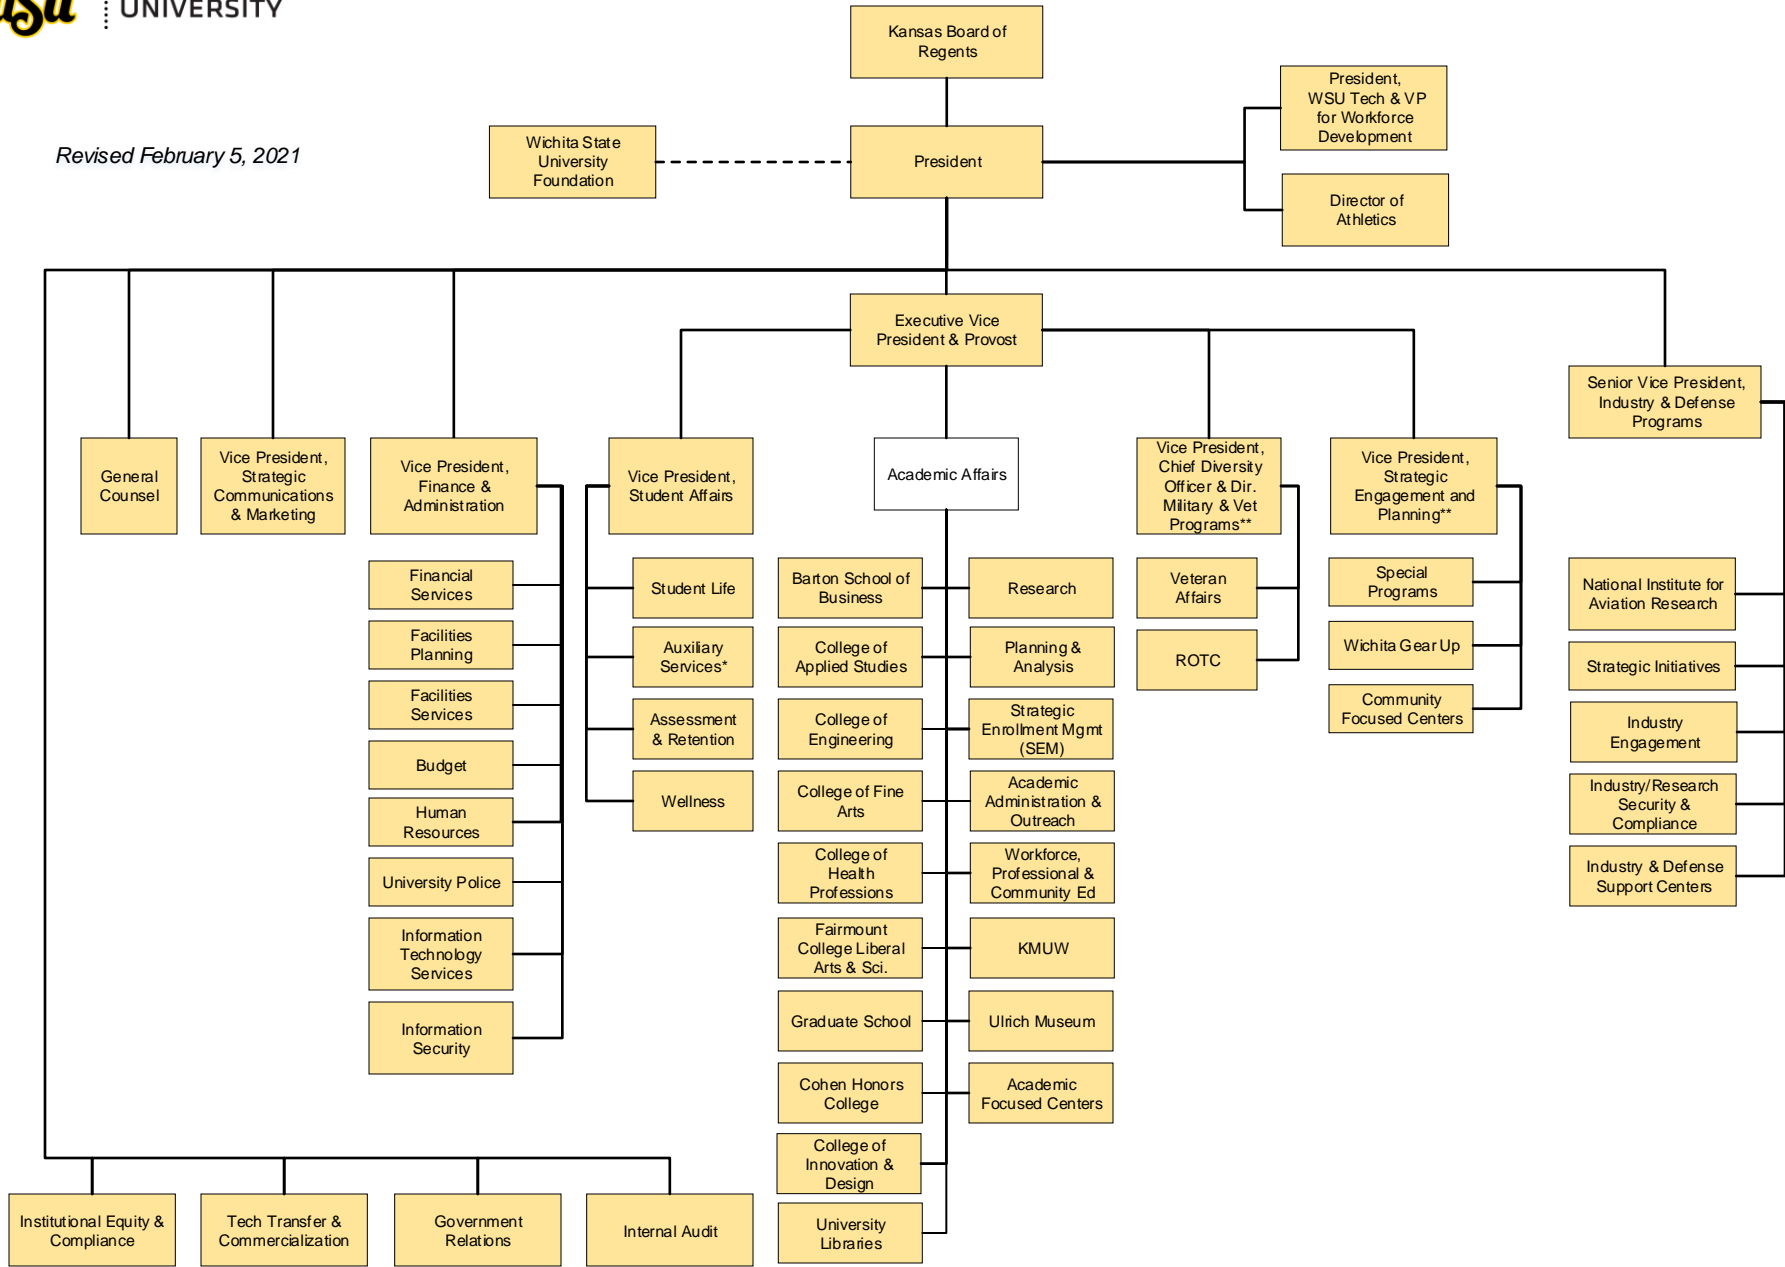 UNIVERSITY
Revised February 5, 2021
Kansas Board of
Regents
Wichita State
University
Foundation
President
President,
WSU Tech & VP
for Workforce
Development
Director of
Athletics
Executive Vice
President & Provost
Senior Vice President,
Industry & Defense
Programs
General
Counsel
Vice President,
Strategic
Communications
& Marketing
Vice President,
Finance &
Administration
Vice President,
Student Affairs
Academic Affairs
Vice President,
Chief Diversity
Officer & Dir.
Military & Vet
Programs**
Vice President,
Strategic
Engagement and
Planning**
Financial
Services
Facilities
Planning
Facilities
Services
Budget
Human
Resources
University Police
Information
Technology
Services
Information
Security
Student Life
Auxiliary
Services*
Assessment
& Retention
Wellness
Barton School of
Business
College of
Applied Studies
College of
Engineering
College of Fine
Arts
College of
Health
Professions
Fairmount
College Liberal
Arts & Sci.
Graduate School
Cohen Honors
College
College of
Innovation &
Design
University
Libraries
Research
Planning &
Analysis
Strategic
Enrollment Mgmt
(SEM)
Academic
Administration &
Outreach
Workforce,
Professional &
Community Ed
KMUW
Ulrich Museum
Academic
Focused Centers
Veteran
Affairs
ROTC
Special
Programs
Wichita Gear Up
Community
Focused Centers
National Institute for
Aviation Research
Strategic Initiatives
Industry
Engagement
Industry/Research
Security &
Compliance
Industry & Defense
Support Centers
Institutional Equity &
Compliance
Tech Transfer &
Commercialization
Government
Relations
Internal Audit